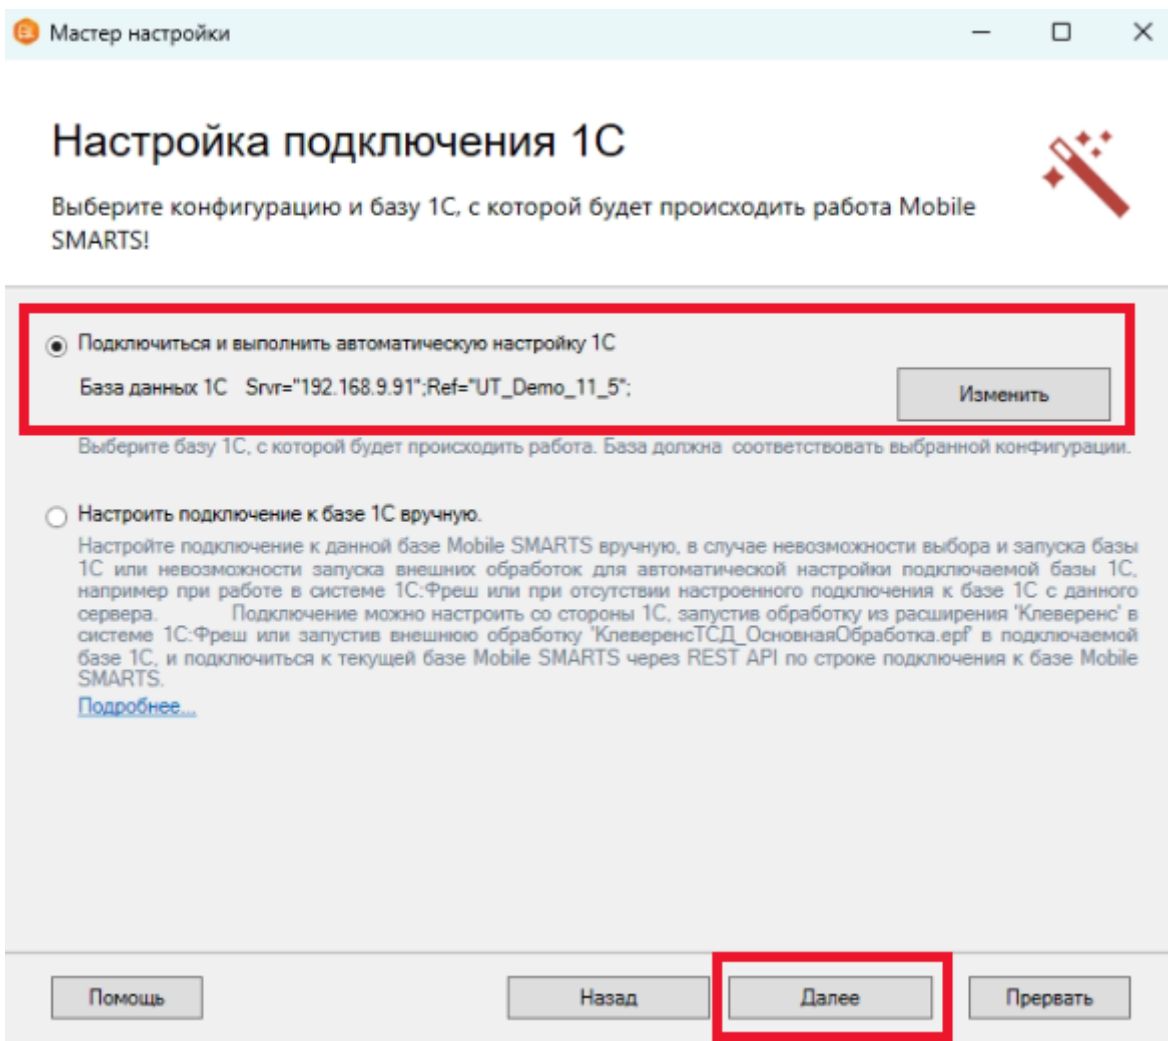 Мастер настройки
Настройка подключения 1С
Выберите конфигурацию и базу 1С, с которой будет происходить работа Mobile
SMARTS!
Подключиться и выполнить автоматическую настройку 1С
База данных 1С Srvr="192.168.9.91";Ref="UT_Demo_11_5";
Изменить
Выберите базу 1С, с которой будет происходить работа. База должна соответствовать выбранной конфигурации.
Настроить подключение к базе 1С вручную.
Настройте подключение к данной базе Mobile SMARTS вручную, в случае невозможности выбора и запуска базы
1С или невозможности запуска внешних обработок для автоматической настройки подключаемой базы 1С,
например при работе в системе 1С:Фреш или при отсутствии настроенного подключения к базе 1С с данного
сервера. Подключение можно настроить со стороны 1С, запустив обработку из расширения 'Клеверенс' в
системе 1С:Фреш или запустив внешнюю обработку 'КлеверенсТСД_ОсновнаяОбработка.epf' в подключаемой
базе 1С, и подключиться к текущей базе Mobile SMARTS через REST API по строке подключения к базе Mobile
SMARTS.
Подробнее...
Помощь
Назад
Далее
Прервать